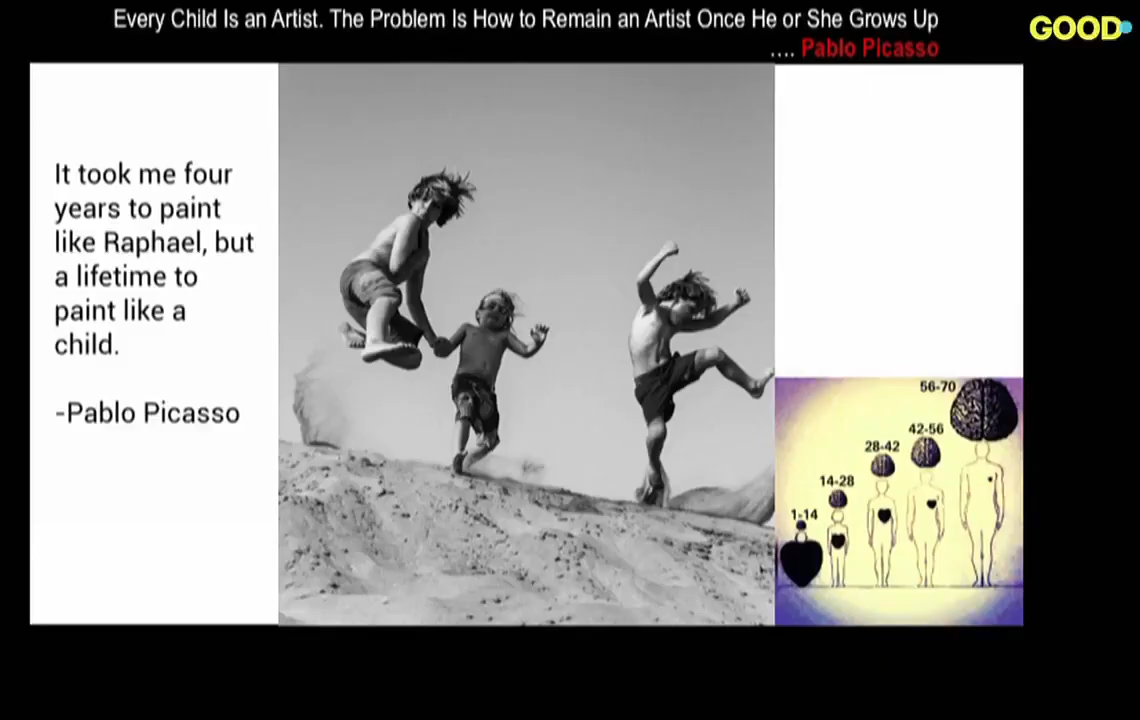 Every Child Is an Artist. The Problem Is How to Remain an Artist Once He or She Grows Up
.... Pablo Picasso
GOOD
It took me four
years to paint
like Raphael, but
a lifetime to
paint like a
child.
-Pablo Picasso
56-70
42-56
28-42
14-28
1-14